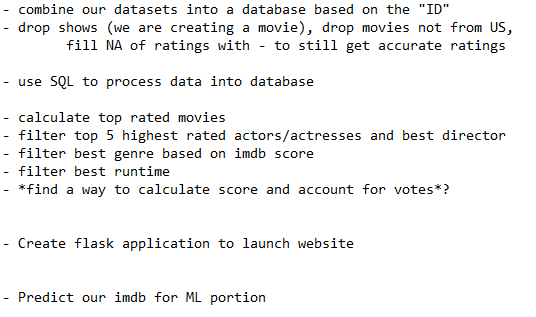 - combine our datasets into a database based on the "ID"
- drop shows (we are creating a movie), drop movies not from US,
fill NA of ratings with - to still get accurate ratings
- use SQL to process data into database
- calculate top rated movies
- filter top 5 highest rated actors/actresses and best director
- filter best genre based on imdb score
- filter best runtime
- *find a way to calculate score and account for votes*?
- Create flask application to launch website
- Predict our imdb for ML portion